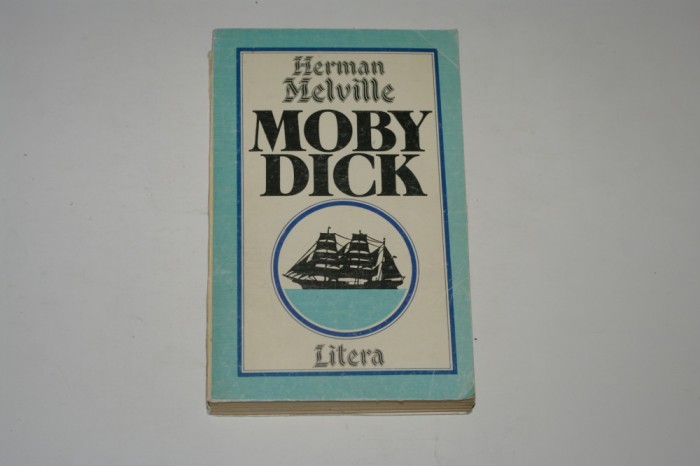 Herman
Melville
MOBY
DICK
Litera